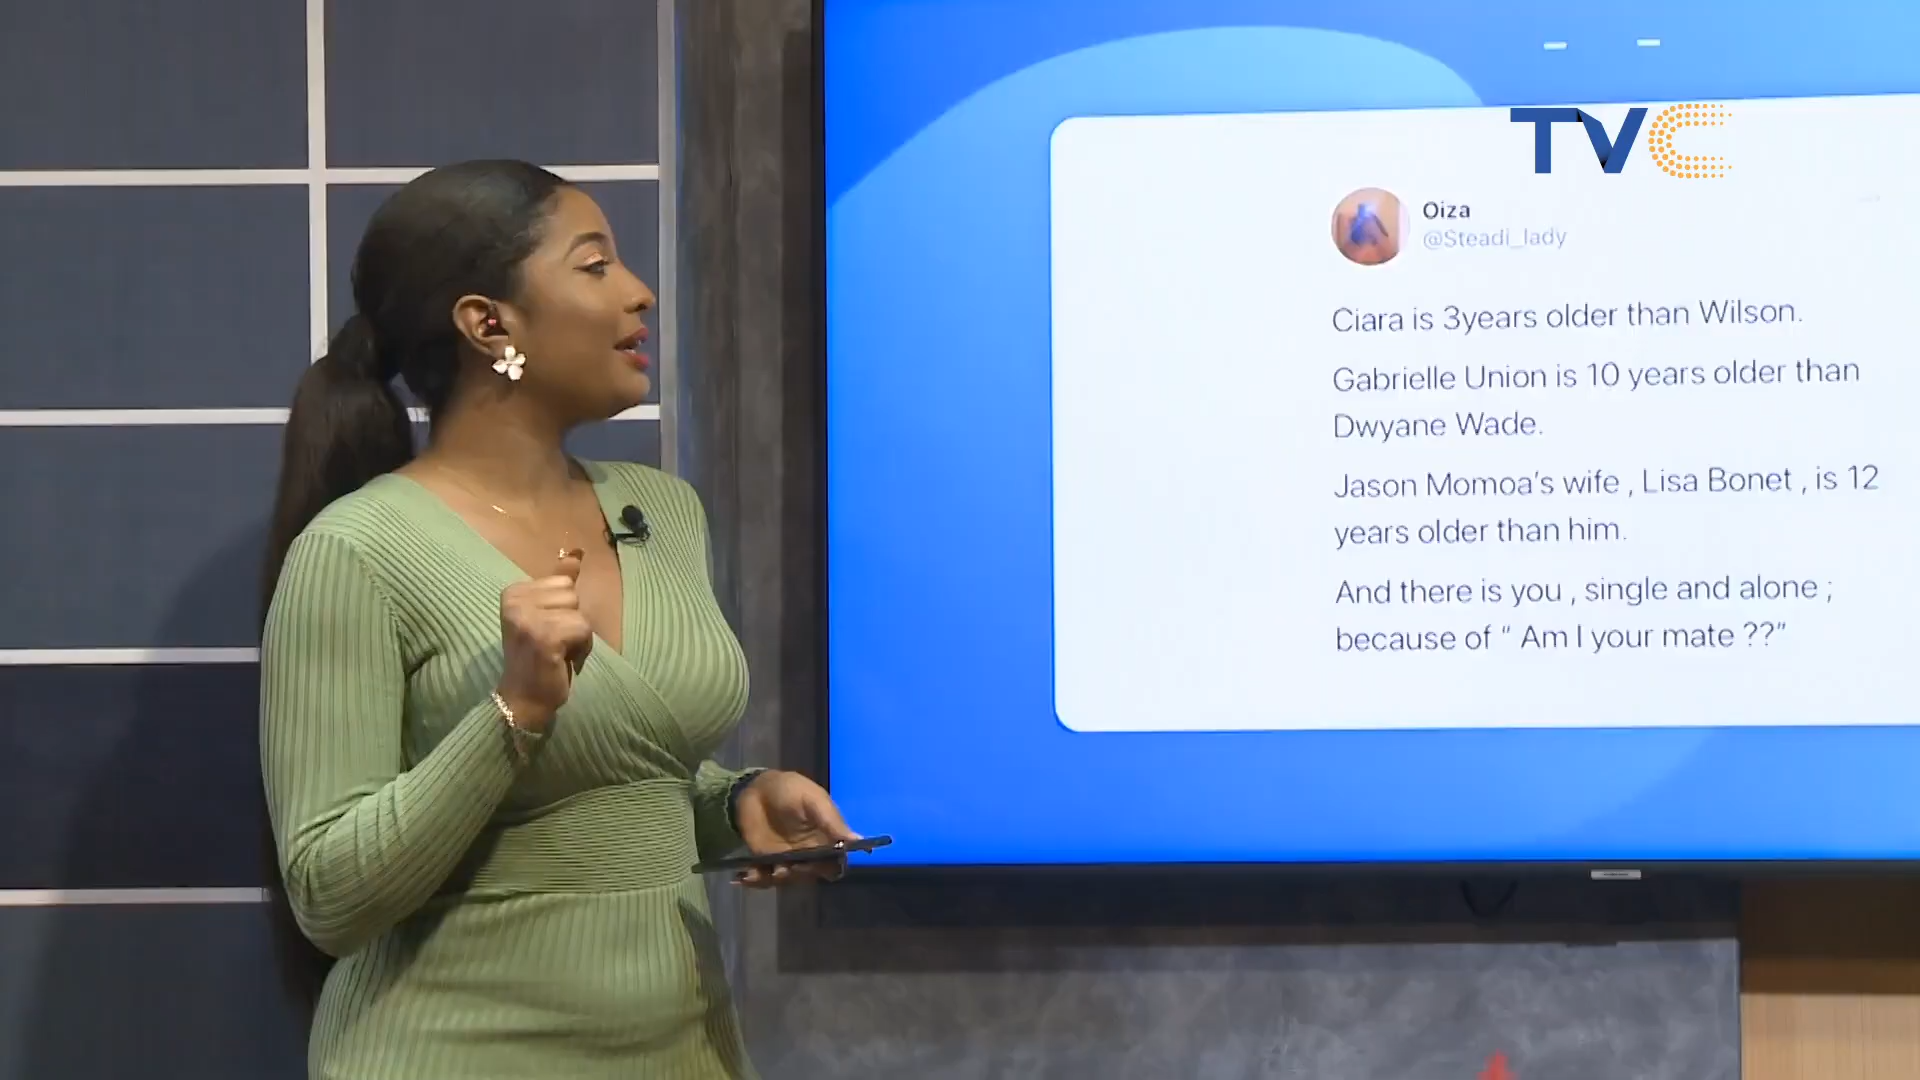 TVC
Oiza
@Steadi_lady
Ciara is 3years older than Wilson.
Gabrielle Union is 10 years older than
Dwyane Wade.
Jason Momoa's wife , Lisa Bonet , is 12
years older than him.
And there is you , single and alone ;
because of “ Am I your mate ??”